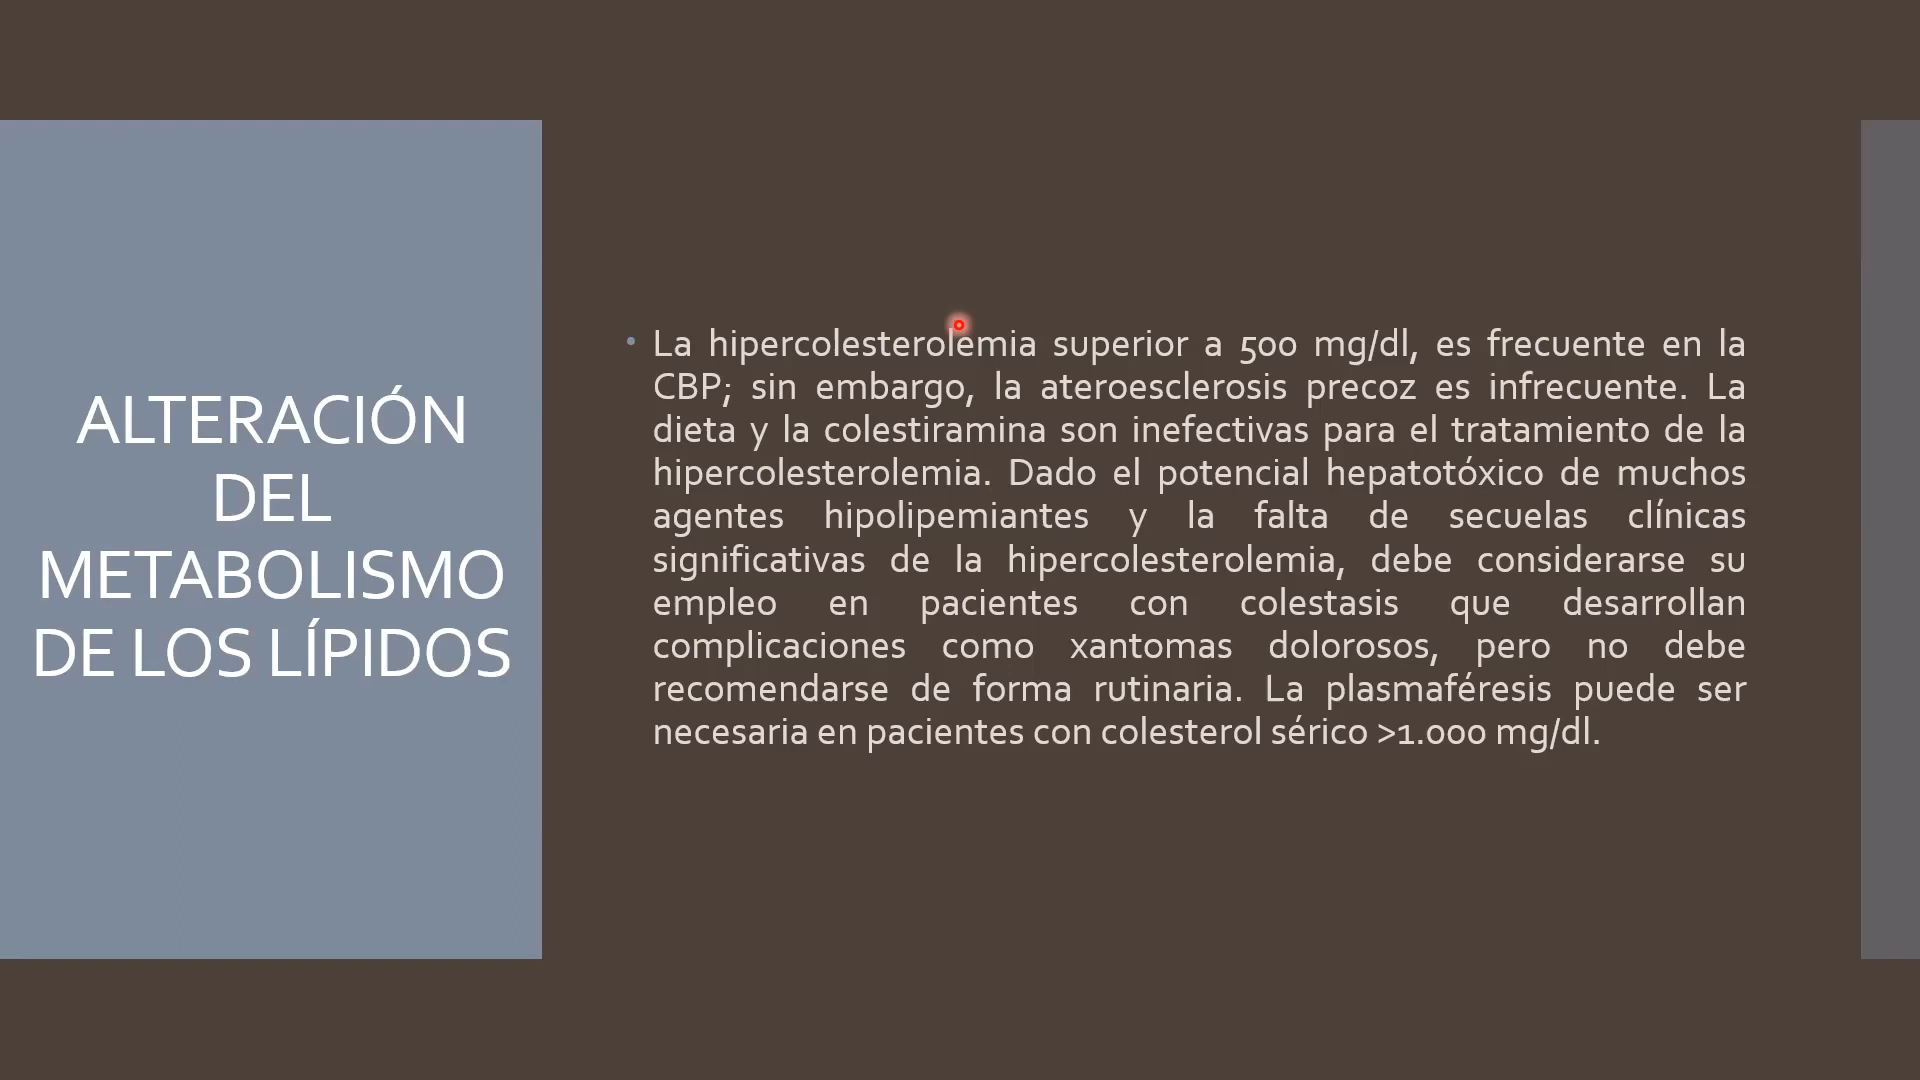 ALTERACIÓN
DEL
METABOLISMO
DE LOS LÍPIDOS
• La hipercolesterolemia superior a 500 mg/dl, es frecuente en la
CBP; sin embargo, la ateroesclerosis precoz es infrecuente. La
dieta y la colestiramina son inefectivas para el tratamiento de la
hipercolesterolemia. Dado el potencial hepatotóxico de muchos
agentes hipolipemiantes y la falta de secuelas clínicas
significativas de la hipercolesterolemia, debe considerarse su
empleo en pacientes con colestasis que desarrollan
complicaciones como xantomas dolorosos, pero no debe
recomendarse de forma rutinaria. La plasmaféresis puede ser
necesaria en pacientes con colesterol sérico >1.000 mg/dl.